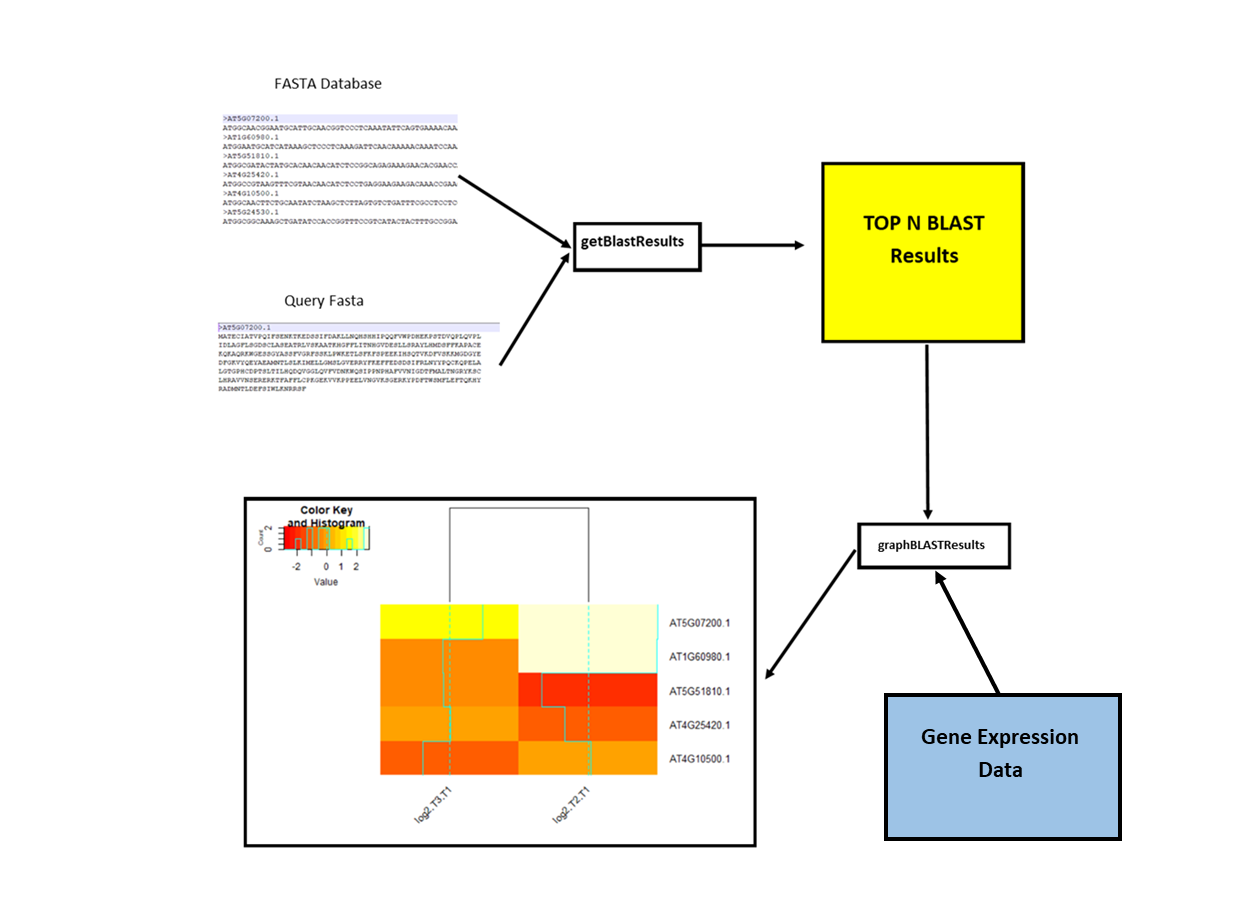 FASTA Database
>AT5G07200.1
ATGGCAACGGAATGCATTGCAACGGTCCCTCAAATATTCAGTGAAAACAA
>AT1G60980.1
ATGGAATGCATCATAAAGCTCCCTCAAAGATTCAACAAAAACAAATCCAA
>AT5G51810.1
ATGGCGATACTATGCACAACAACATCTCCGGCAGAGAAAGAACACGAACC
>AT4G25420.1
ATGGCCGTAAGTTTCGTAACAACATCTCCTGAGGAAGAAGACAAACCGAA
>AT4G10500.1
ATGGCAACTTCTGCAATATCTAAGCTCTTAGTGTCTGATTTCGCCTCCTC
>AT5G24530.1
ATGGCGGCAAAGCTGATATCCACCGGTTTCCGTCATACTACTTTGCCGGA
getBlastResults
TOP N BLAST
Results
Query Fasta
>AT5G07200.1
MATECIATVPQIFSENKTKEDSSIFDAKLLNQHSHHIPQQFVWPDHEKPSTDVQPLQVPL
IDLAGFLSGDSCLASEATRLVSKAATKHGFFLITNHGVDESLLSRAYLHMDSFFKAPACE
KQKAQRKWGESSGYASSFVGRFSSKLPWKETLSFKFSPEEKIHSQTVKDFVSKKMGDGYE
DFGKVYQEYAEAMNTLSLKIMELLGMSLGVERRYFKEFFEDSDSIFRLNYYPQCKQPELA
LGTGPHCDPTSLTILHQDQVGGLQVFVDNKWQSIPPNPHAFVVNIGDTFMALTNGRYKSC
LHRAVVNSERERKTFAFFLCPKGEKVVKPPEELVNGVKSGERKYPDFTWSMFLEFTQKHY
RADMNTLDEFSIWLKNRRSF
graphBLASTResults
Color Key
and Histogram
Count
0 2
-2 0 1 2
Value
AT5G07200.1
AT1G60980.1
AT5G51810.1
AT4G25420.1
AT4G10500.1
log2.T3.T1
log2.T2.T1
Gene Expression
Data